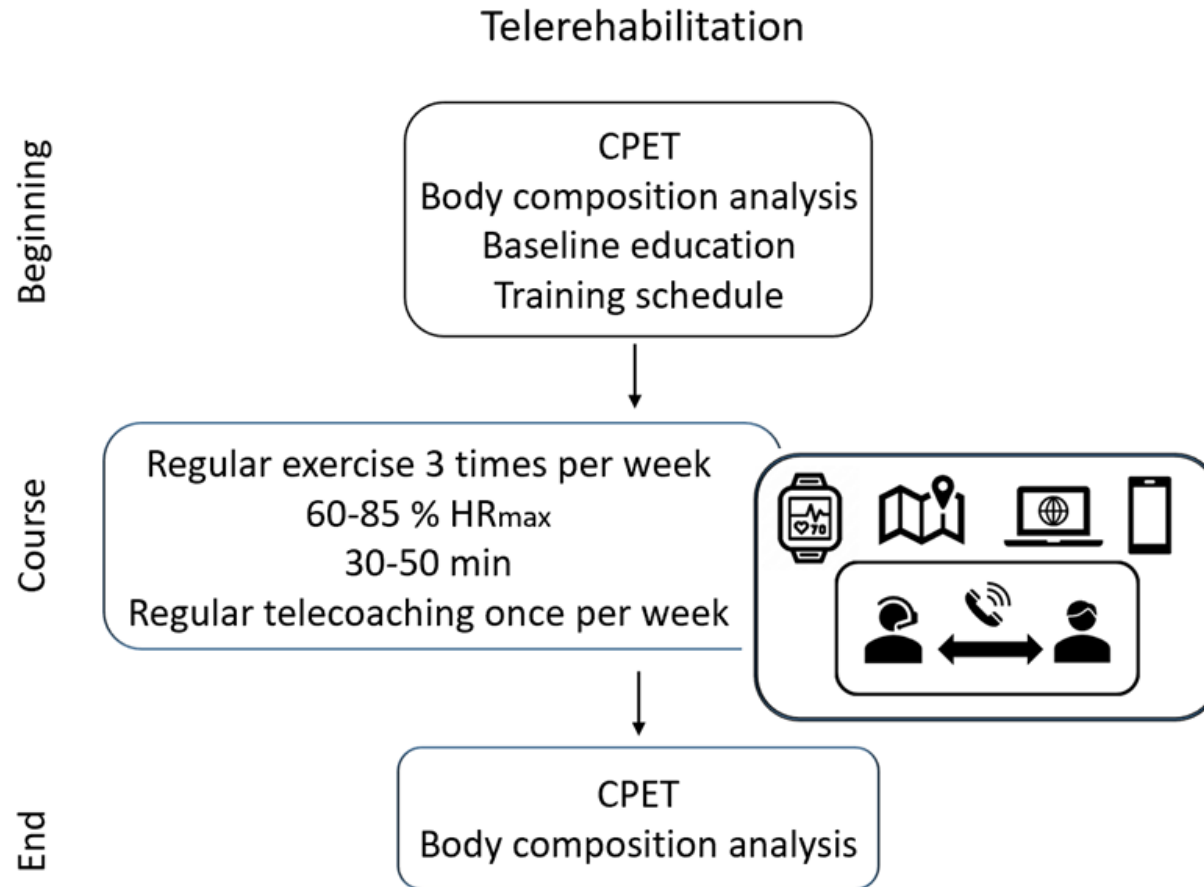 Telerehabilitation
Beginning
CPET
Body composition analysis
Baseline education
Training schedule
Course
Regular exercise 3 times per week
60-85 % HRmax
30-50 min
Regular telecoaching once per week
70
End
CPET
Body composition analysis